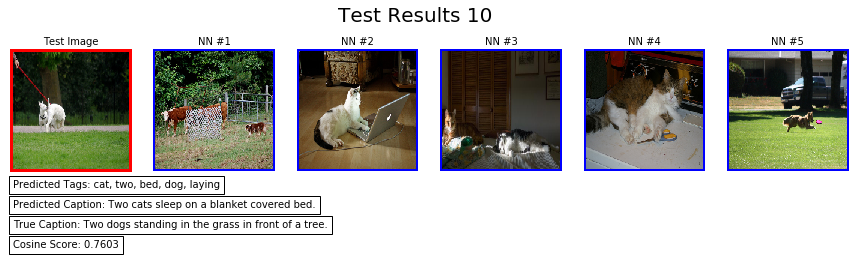 Test Results 10
Test Image
NN #1
NN #2
NN #3
NN #4
NN #5
Predicted Tags: cat, two, bed, dog, laying
Predicted Caption: Two cats sleep on a blanket covered bed.
True Caption: Two dogs standing in the grass in front of a tree.
Cosine Score: 0.7603